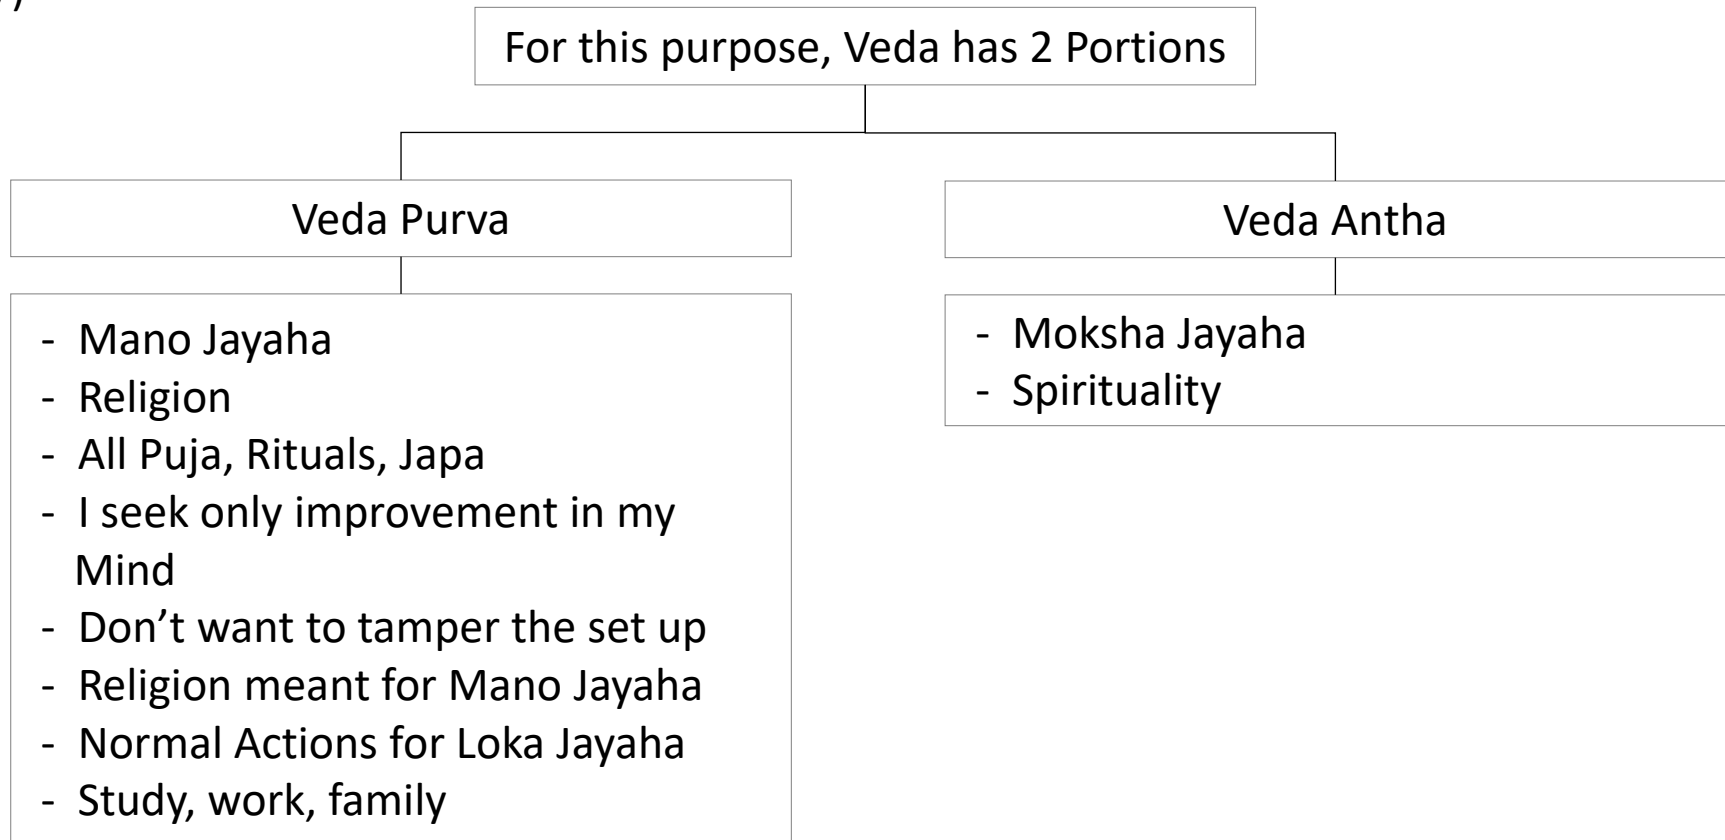 )
For this purpose, Veda has 2 Portions
Veda Purva
Veda Antha
- Mano Jayaha
- Religion
- All Puja, Rituals, Japa
- I seek only improvement in my
Mind
- Don’t want to tamper the set up
- Religion meant for Mano Jayaha
- Normal Actions for Loka Jayaha
- Study, work, family
- Moksha Jayaha
- Spirituality